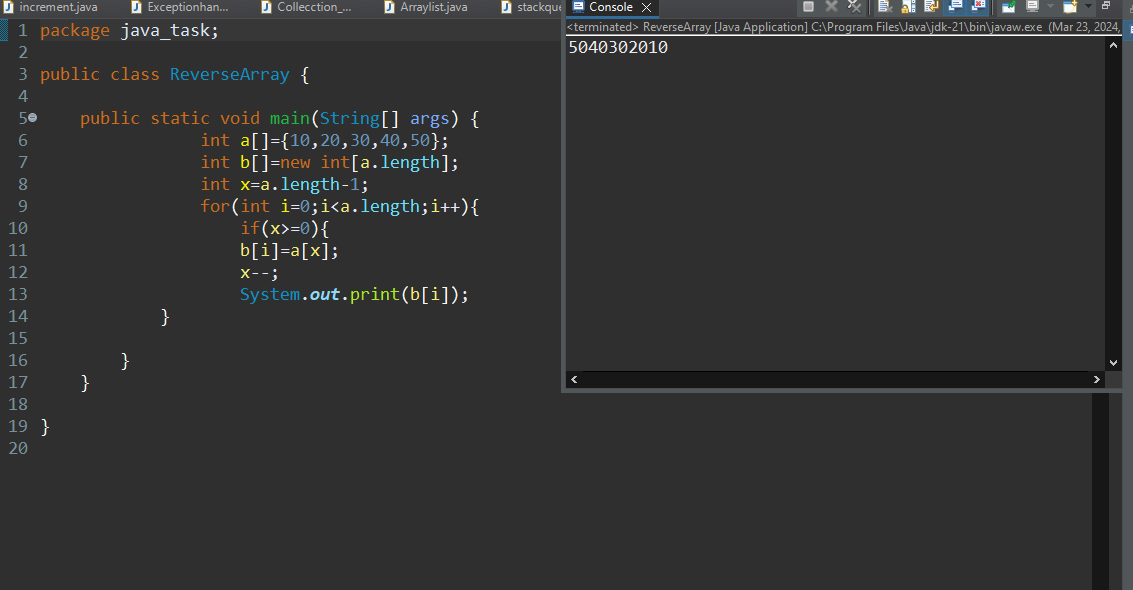 increment.java Exceptionhan... Collecction_... Arraylist.java stackque Console
<terminated> ReverseArray [Java Application] C:\Program Files\Java\jdk-21\bin\javaw.exe (Mar 23, 2024,
5040302010
1 package java_task;
2
3 public class ReverseArray {
4
5 public static void main(String[] args) {
6 int a[]={10,20,30,40,50};
7 int b[]=new int[a.length];
8 int x=a.length-1;
9 for(int i=0;i<a.length;i++){
10 if(x>=0){
11 b[i]=a[x];
12 x--;
13 System.out.print(b[i]);
14 }
15
16 }
17 }
18
19 }
20